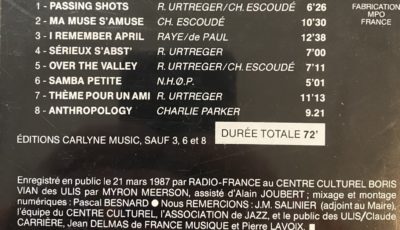 1 - PASSING SHOTS R. URTREGER/CH. ESCOUDÉ 6'26
2 - MA MUSE S'AMUSE CH. ESCOUDÉ 10'30
3 - I REMEMBER APRIL RAYE/de PAUL 12'38
4 - SÉRIEUX S'ABST' R. URTREGER 7'00
5 - OVER THE VALLEY R. URTREGER/CH. ESCOUDÉ 7'11
6 - SAMBA PETITE N.H.Ø.P. 5'01
7 - THÈME POUR UN AMI R. URTREGER 11'13
8 - ANTHROPOLOGY CHARLIE PARKER 9.21
FABRICATION
MPO
FRANCE
DURÉE TOTALE 72'
ÉDITIONS CARLYNE MUSIC, SAUF 3, 6 et 8
Enregistré en public le 21 mars 1987 par RADIO-FRANCE au CENTRE CULTUREL BORIS
VIAN DES ULIS par MYRON MEERSON, assisté d'Alain JOUBERT; mixage et montage
numériques : Pascal BESNARD ● Nous REMERCIONS : J.M. SALINIER (adjoint au Maire),
l'équipe du CENTRE CULTUREL, l'ASSOCIATION DE JAZZ, et le public des ULIS/Claude
CARRIÈRE, Jean DELMAS de FRANCE MUSIQUE et Pierre LAVOIX.